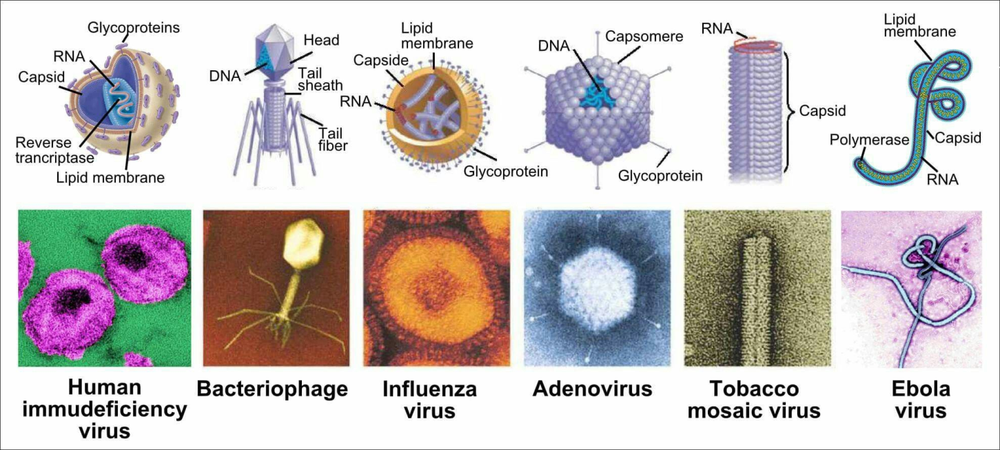 Glycoproteins
RNA
Capsid
Reverse
trancriptase
Lipid membrane
Head
DNA
Tail
sheath
Tail
fiber
Lipid
membrane
Capside
RNA
Glycoprotein
DNA
Capsomere
Glycoprotein
RNA
Capsid
Lipid
membrane
Polymerase
Capsid
RNA
Human
immudeficiency
virus
Bacteriophage
Influenza
virus
Adenovirus
Tobacco
mosaic virus
Ebola
virus